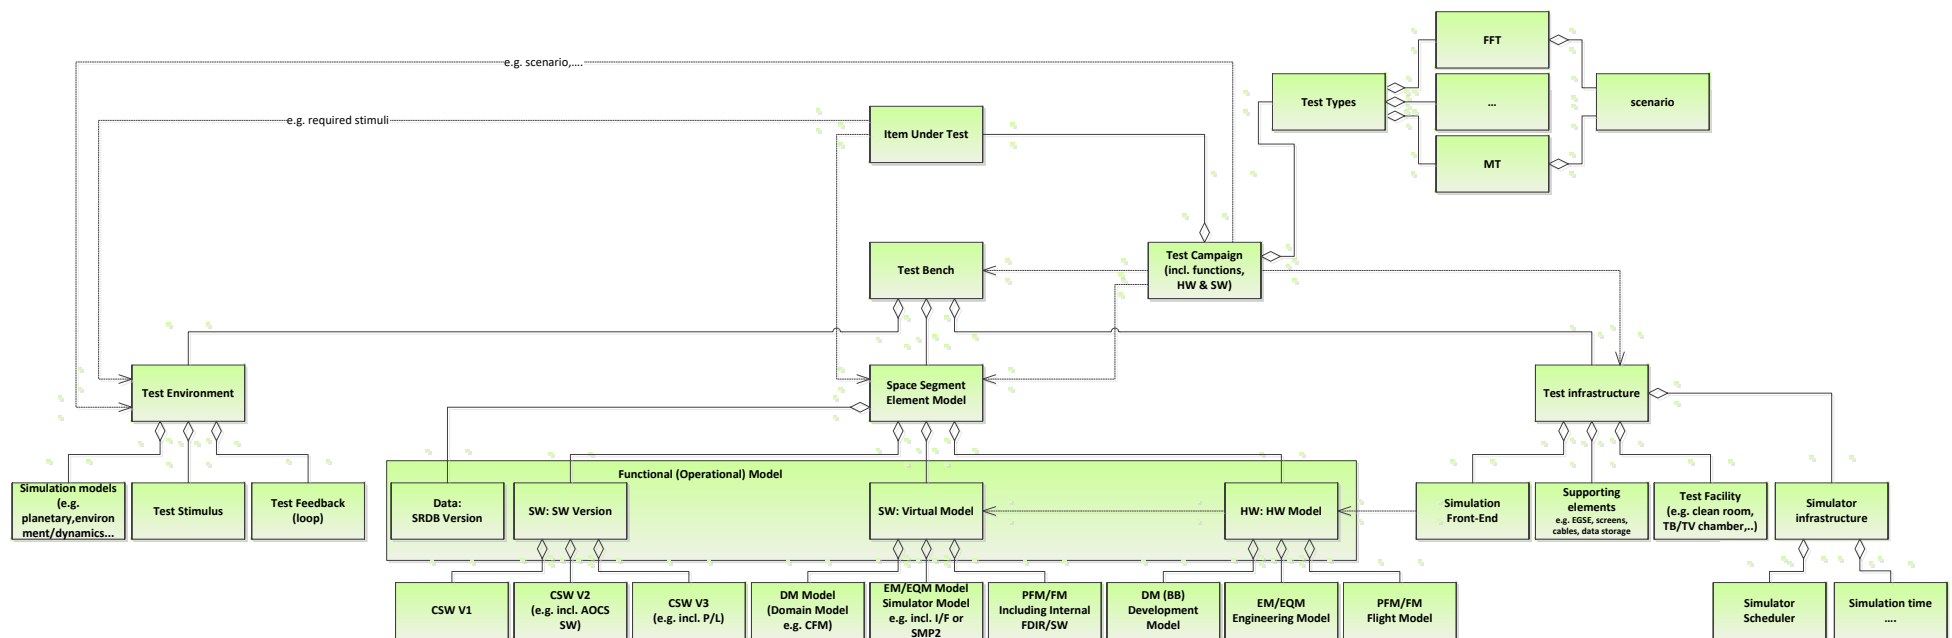 FFT
e.g. scenario,....
Test Types
...
scenario
Item Under Test
e.g. required stimuli
MT
Test Bench
Test Campaign
(incl. functions,
HW & SW)
Test Environment
Space Segment
Element Model
Test infrastructure
Functional (Operational) Model
Simulation models
(e.g.
planetary,environ
ment/dynamics...
Test Stimulus
Test Feedback
(loop)
Data:
SRDB Version
SW: SW Version
SW: Virtual Model
HW: HW Model
Simulation
Front-End
Supporting
elements
e.g. EGSE, screens,
cables, data storage
Test Facility
(e.g. clean room,
TB/TV chamber,..)
Simulator
infrastructure
CSW V1
CSW V2
(e.g. incl. AOCS
SW)
CSW V3
(e.g. incl. P/L)
DM Model
(Domain Model
e.g. CFM)
EM/EQM Model
Simulator Model
e.g. incl. I/F or
SMP2
PFM/FM
Including Internal
FDIR/SW
DM (BB)
Development
Model
EM/EQM
Engineering Model
PFM/FM
Flight Model
Simulator
Scheduler
Simulation time
....